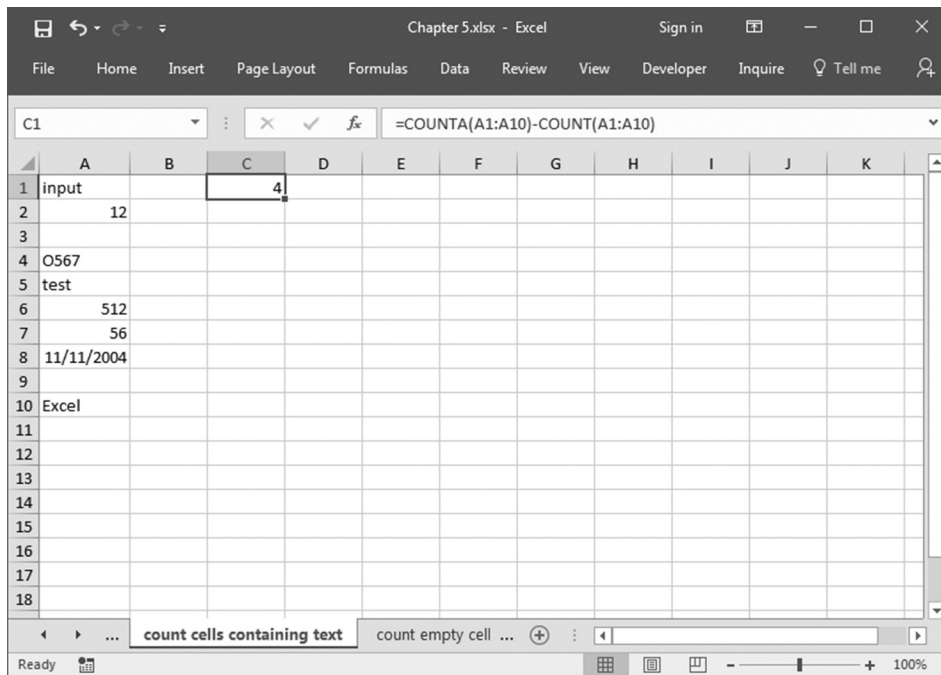 Chapter 5.xlsx - Excel Sign in
File Home Insert Page Layout Formulas Data Review View Developer Inquire Tell me
C1 fx =COUNTA(A1:A10)-COUNT(A1:A10)
A B C D E F G H I J K
1 input 4
2 12
3
4 O567
5 test
6 512
7 56
8 11/11/2004
9
10 Excel
11
12
13
14
15
16
17
18
... count cells containing text count empty cell ...
Ready 100%